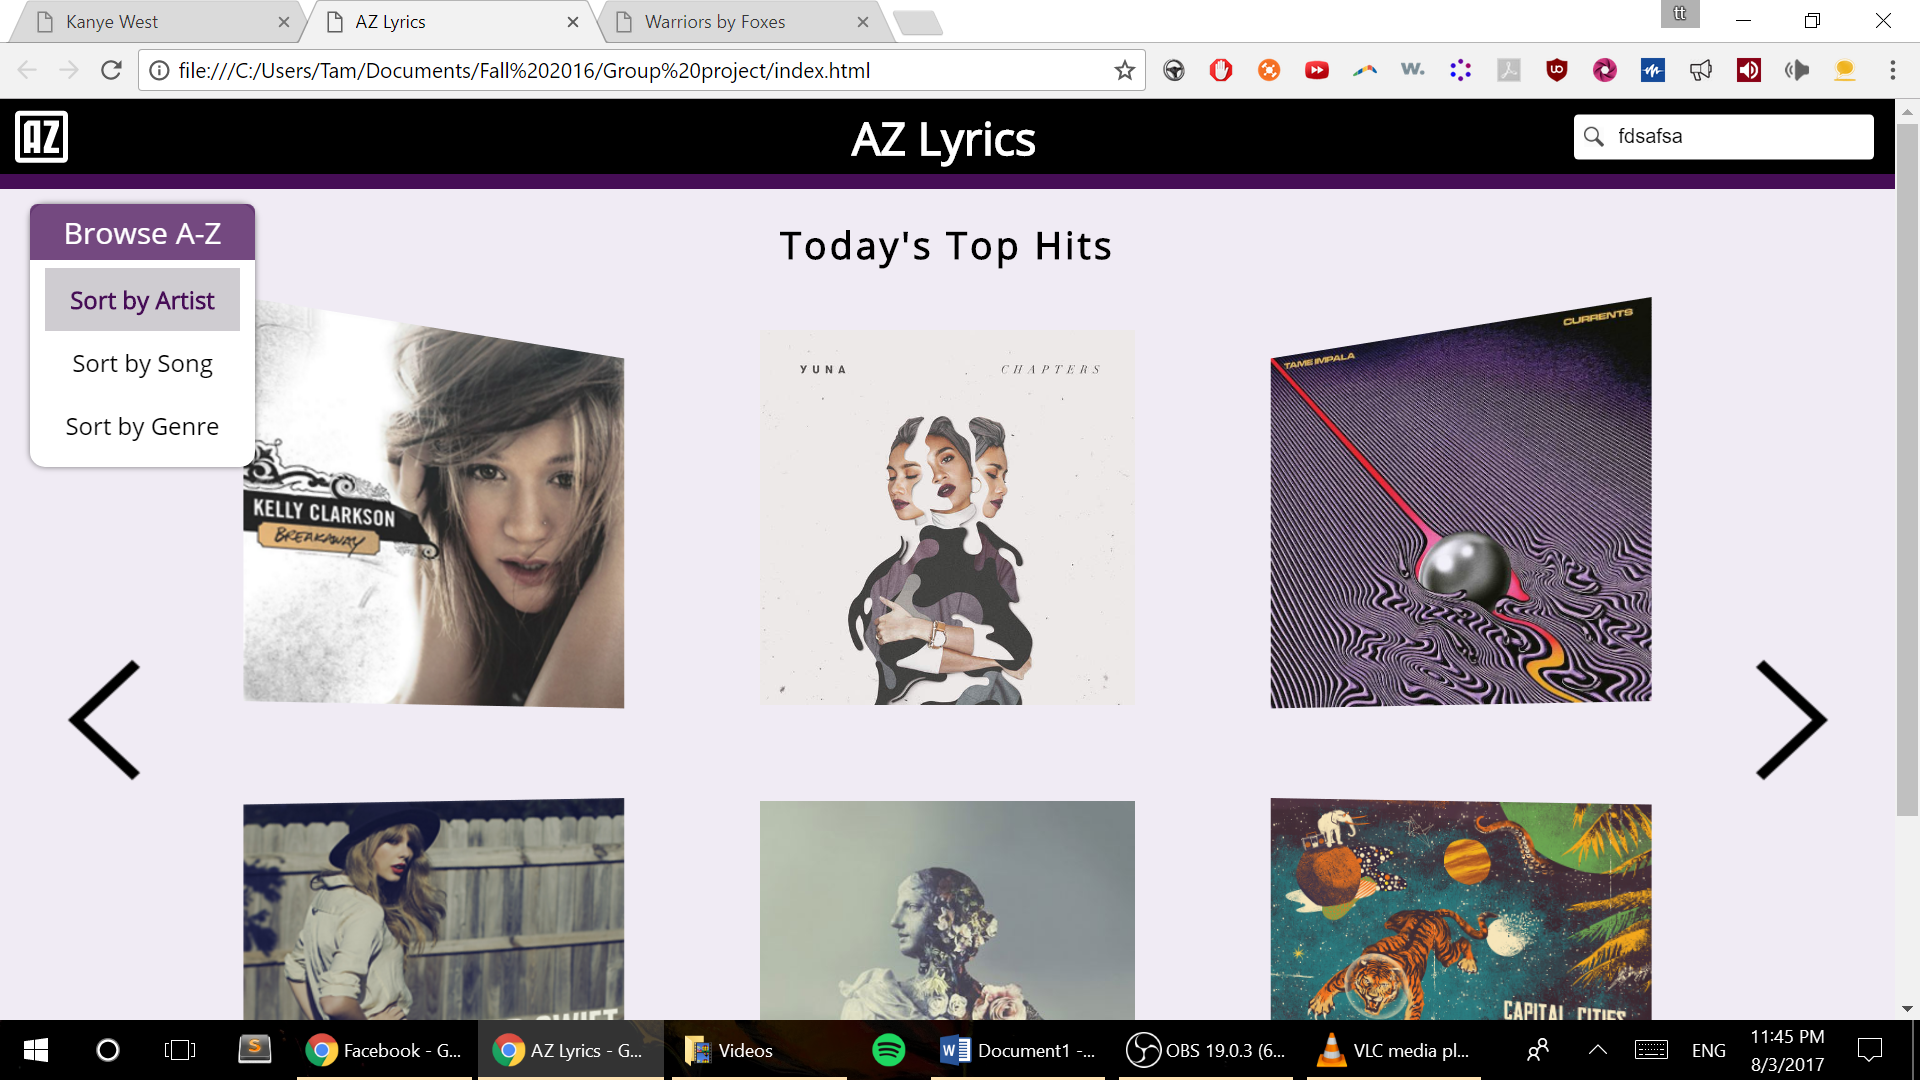 Kanye West
AZ Lyrics
Warriors by Foxes
tt
file:///C:/Users/Tam/Documents/Fall%202016/Group%20project/index.html
AZ
AZ Lyrics
fdsafsa
Browse A-Z
Sort by Artist
Sort by Song
Sort by Genre
Today's Top Hits
KELLY CLARKSON
BREAKAWAY
YUNA
CHAPTERS
TAME IMPALA
CURRENTS
SWIFT
CAPITAL CITIES
Facebook - G...
AZ Lyrics - G...
Videos
Document1 -...
OBS 19.0.3 (6...
VLC media pl...
ENG
11:45 PM
8/3/2017